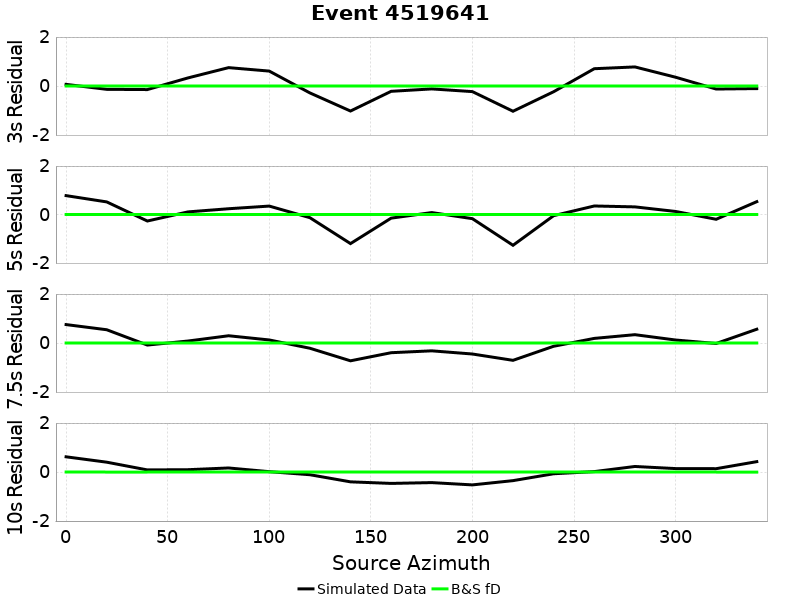 Event 4519641
3s Residual
2
0
-2
5s Residual
2
0
-2
7.5s Residual
2
0
-2
10s Residual
2
0
-2
0 50 100 150 200 250 300
Source Azimuth
Simulated Data B&S fD